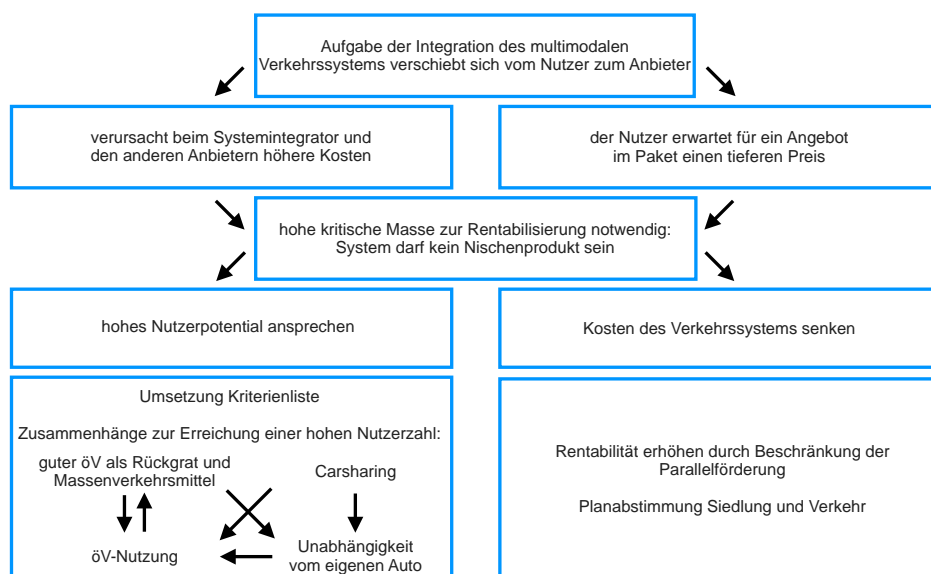 Aufgabe der Integration des multimodalen
Verkehrssystems verschiebt sich vom Nutzer zum Anbieter
verursacht beim Systemintegrator und
den anderen Anbietern höhere Kosten
der Nutzer erwartet für ein Angebot
im Paket einen tieferen Preis
hohe kritische Masse zur Rentabilisierung notwendig:
System darf kein Nischenprodukt sein
hohes Nutzerpotential ansprechen
Kosten des Verkehrssystems senken
Umsetzung Kriterienliste
Zusammenhänge zur Erreichung einer hohen Nutzerzahl:
guter öV als Rückgrat und
Massenverkehrsmittel
Carsharing
öV-Nutzung
Unabhängigkeit
vom eigenen Auto
Rentabilität erhöhen durch Beschränkung der
Parallelförderung
Planabstimmung Siedlung und Verkehr